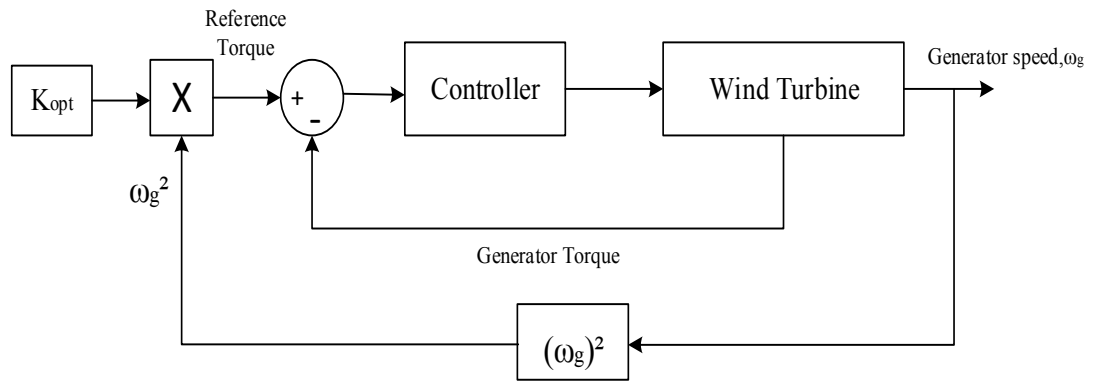 Reference
Torque
Generator speed,ωg
Kopt
X
+
-
Controller
Wind Turbine
ωg²
Generator Torque
(ωg)²